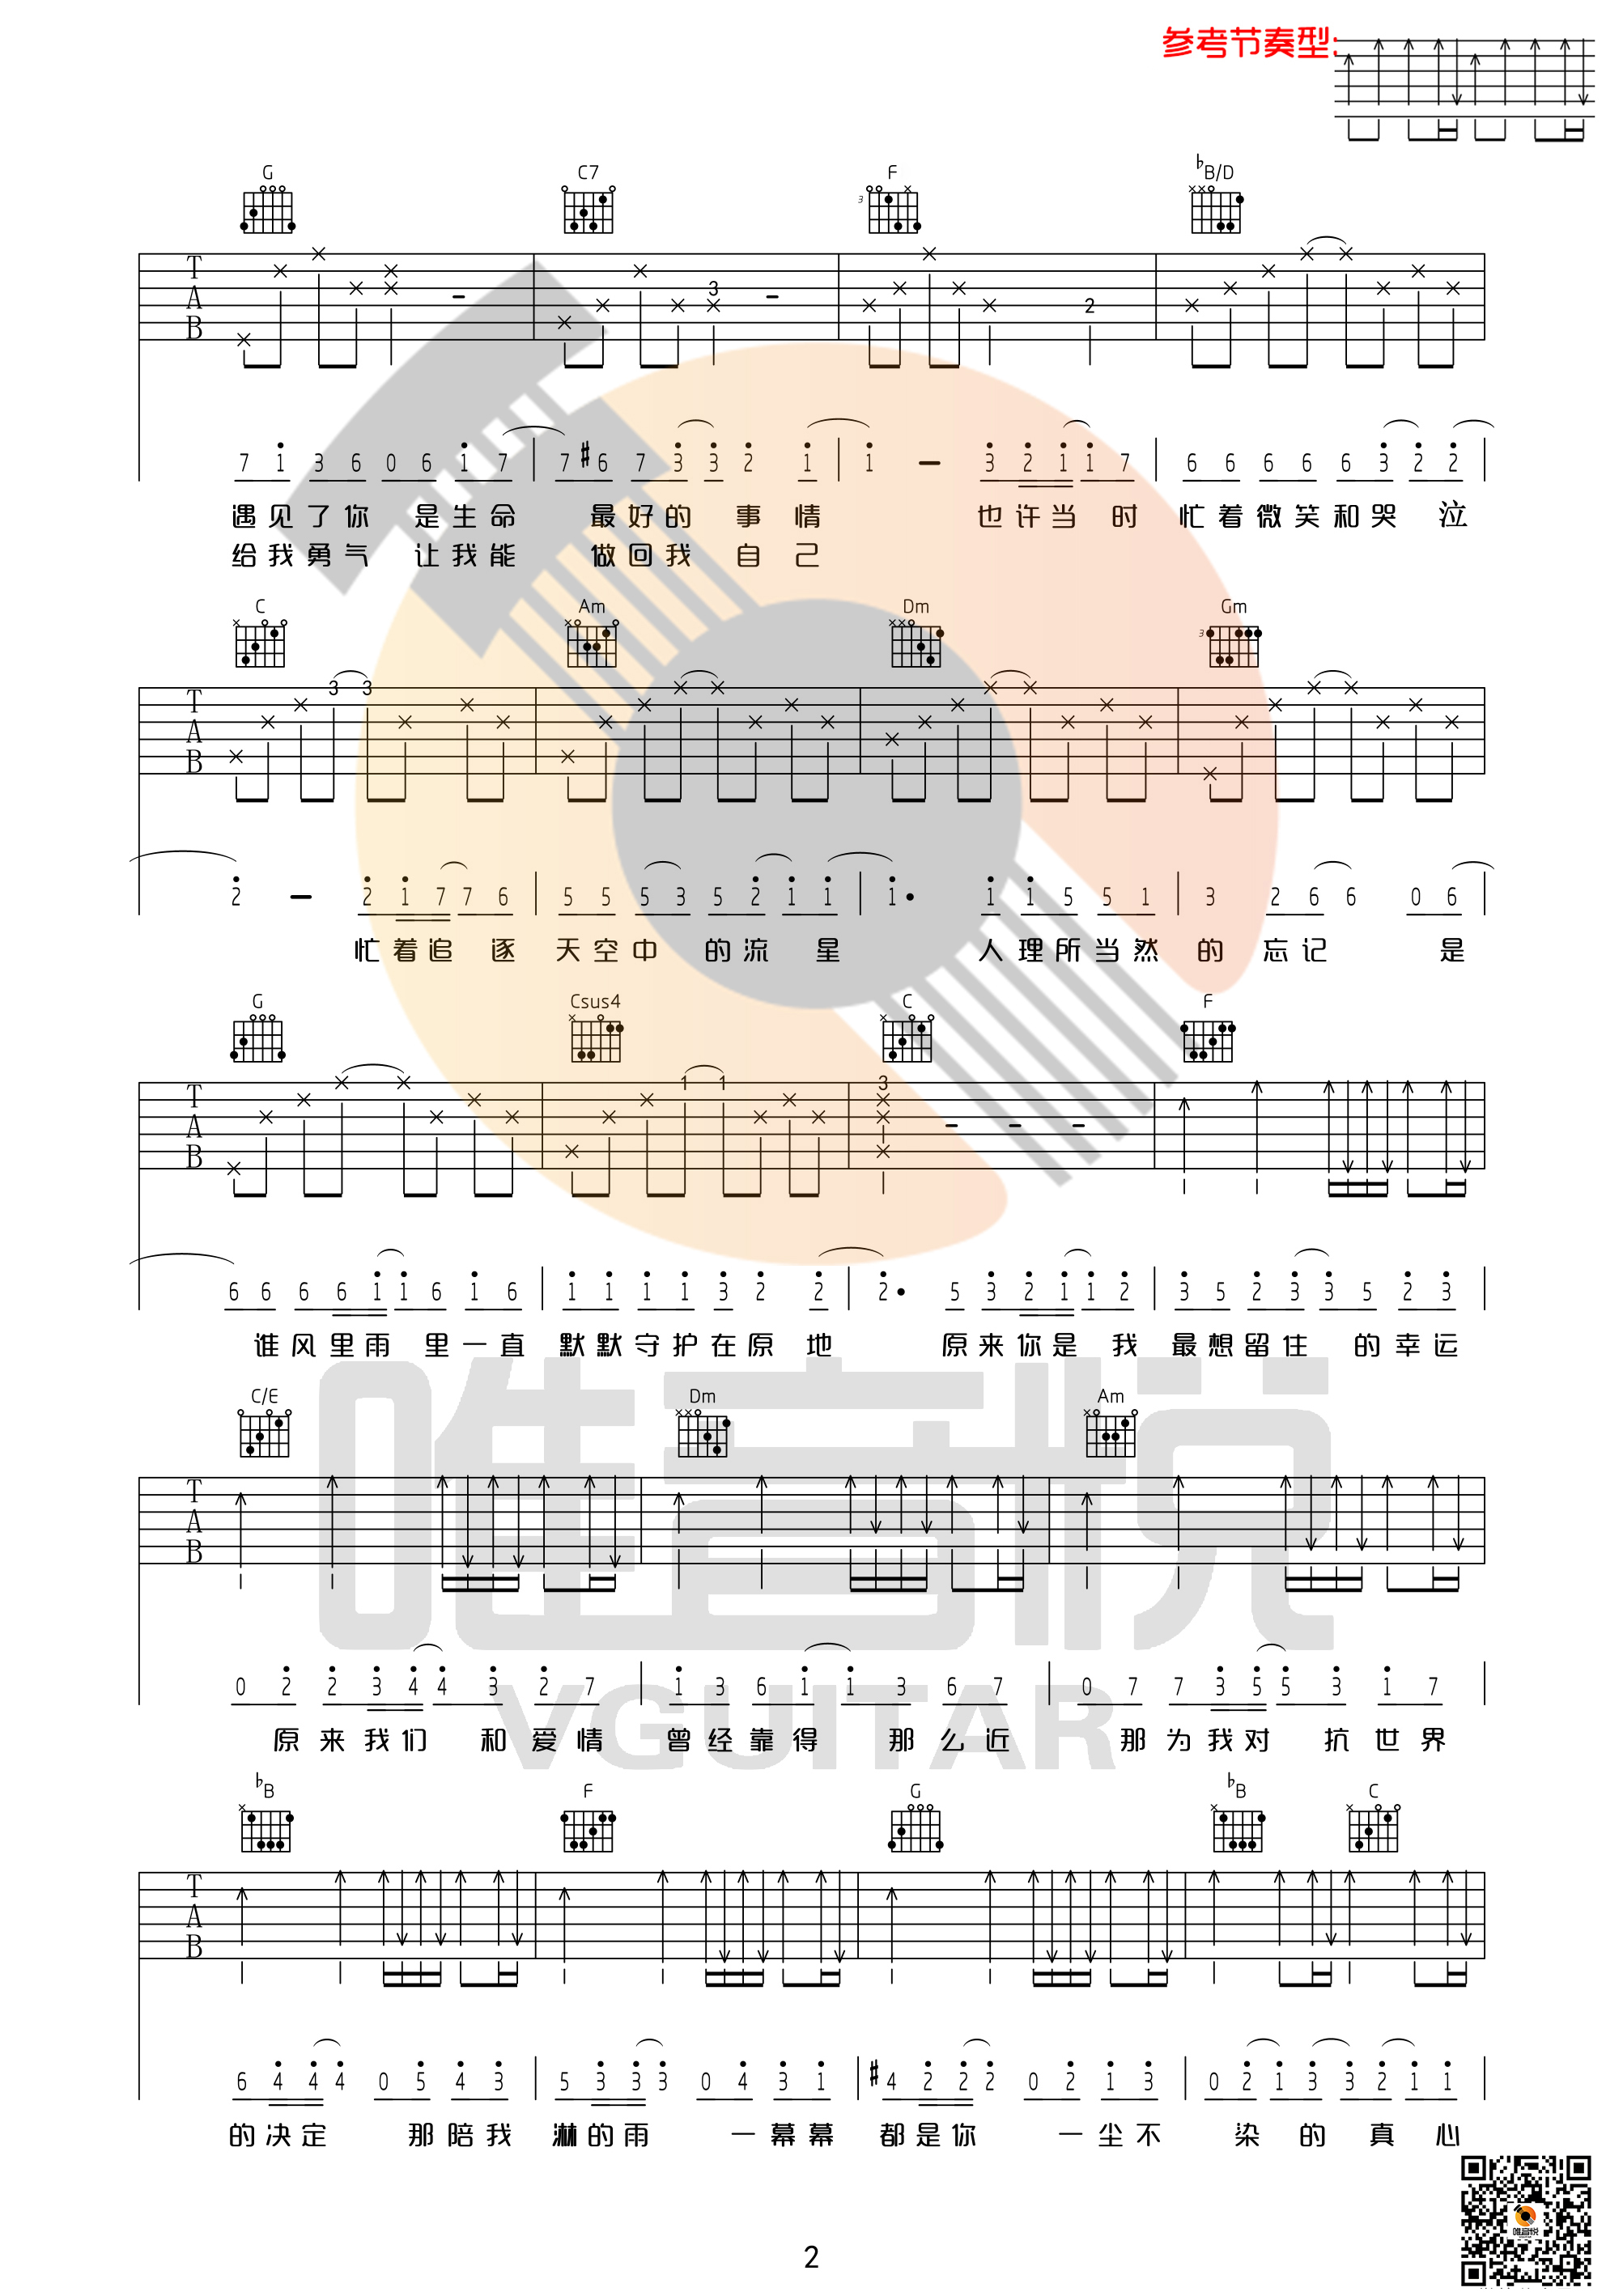 参考节奏型:
G C7 F ♭B/D
3
T A B
3 2
7 1 3 6 0 6 1 7 7 #6 7 3 3 2 1 1 - 3 2 1 1 7 6 6 6 6 6 3 2 2
遇见了你 是生命 最好的 事 情 也许当 时 忙着微笑和哭 泣
给我勇气 让我能 做回我 自 己
C Am Dm Gm
3
T A B
3 3
2 - 2 1 7 7 6 5 5 5 3 5 2 1 1 1· 1 1 5 5 1 3 2 6 6 0 6
忙着追 逐 天空中 的流 星 人理所当然 的 忘记 是
G Csus4 C F
T A B
1 1 3 - - -
6 6 6 6 1 1 6 1 6 1 1 1 1 3 2 2 2· 5 3 2 1 1 2 3 5 2 3 3 5 2 3
谁风里雨 里一直 默默守护在原 地 原来你是 我 最想留住 的幸运
C/E Dm Am
T A B
0 2 2 3 4 4 3 2 7 1 3 6 1 1 3 6 7 0 7 7 3 5 5 3 1 7
原来我们 和爱情 曾经靠得 那么近 那为我对 抗世界
♭B F G ♭B C
T A B
6 4 4 4 0 5 4 3 5 3 3 3 0 4 3 1 #4 2 2 2 0 2 1 3 0 2 1 3 3 2 1 1
的决定 那陪我 淋的雨 一幕幕 都是你 一尘不 染 的 真 心
唯音悦
VGUITAR
唯音悦
2